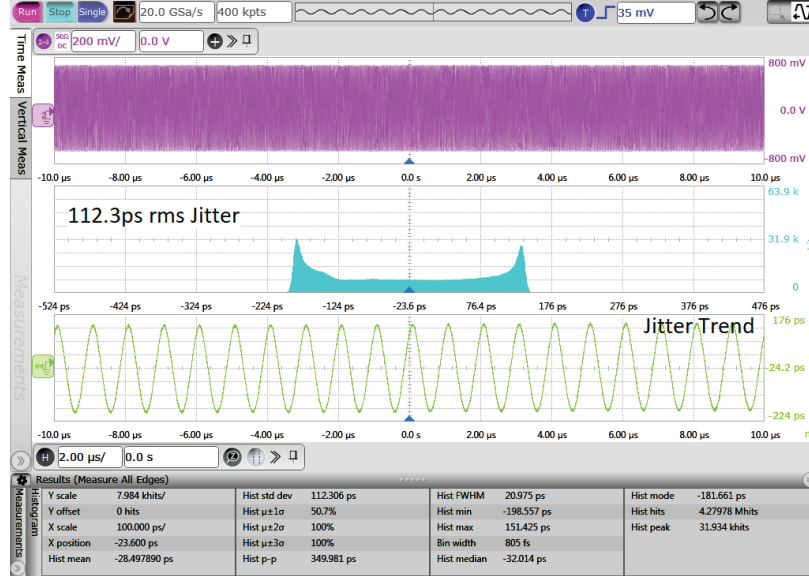 Run Stop Single 20.0 GSa/s 400 kpts T 35 mV
50Ω DC 200 mV/ 0.0 V
Time Meas
Vertical Meas
Measurements
800 mV
0.0 V
-800 mV
-10.0 µs -8.00 µs -6.00 µs -4.00 µs -2.00 µs 0.0 s 2.00 µs 4.00 µs 6.00 µs 8.00 µs 10.0 µs
63.9 k
112.3ps rms Jitter
31.9 k
0
-524 ps -424 ps -324 ps -224 ps -124 ps -23.6 ps 76.4 ps 176 ps 276 ps 376 ps 476 ps
176 ps
Jitter Trend
-24.2 ps
-224 ps
-10.0 µs -8.00 µs -6.00 µs -4.00 µs -2.00 µs 0.0 s 2.00 µs 4.00 µs 6.00 µs 8.00 µs 10.0 µs
H 2.00 µs/ 0.0 s
Results (Measure All Edges)
Measurements
Histogram
Y scale 7.984 khits/ Hist std dev 112.306 ps Hist FWHM 20.975 ps Hist mode -181.661 ps
Y offset 0 hits Hist µ±1σ 50.7% Hist min -198.557 ps Hist hits 4.27978 Mhits
X scale 100.000 ps/ Hist µ±2σ 100% Hist max 151.425 ps Hist peak 31.934 khits
X position -23.600 ps Hist µ±3σ 100% Bin width 805 fs
Hist mean -28.497890 ps Hist p-p 349.981 ps Hist median -32.014 ps